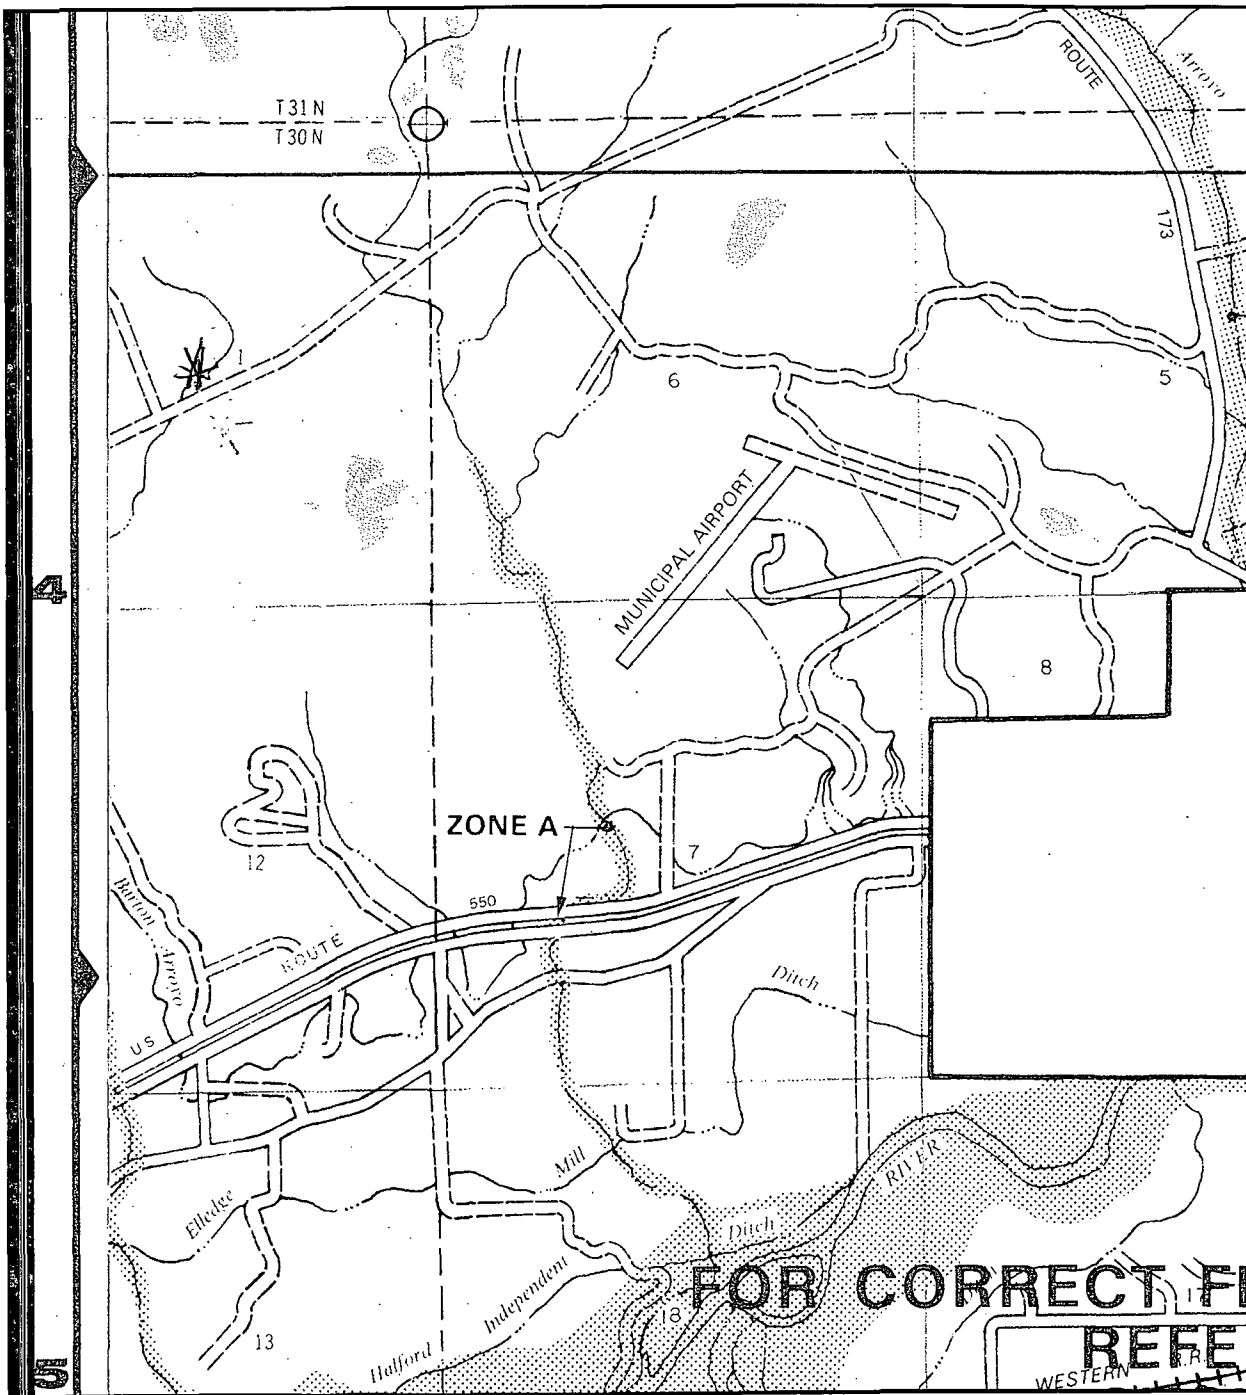 T31N
T30N
ROUTE
Arroyo
173
1
6
5
MUNICIPAL AIRPORT
4
8
ZONE A
7
12
550
Barton
Arroyo
ROUTE
US
Ditch
Mill
Elledge
RIVER
Ditch
Independent
Halford
18
17
13
FOR CORRECT
REFE
WESTERN R.R.
5